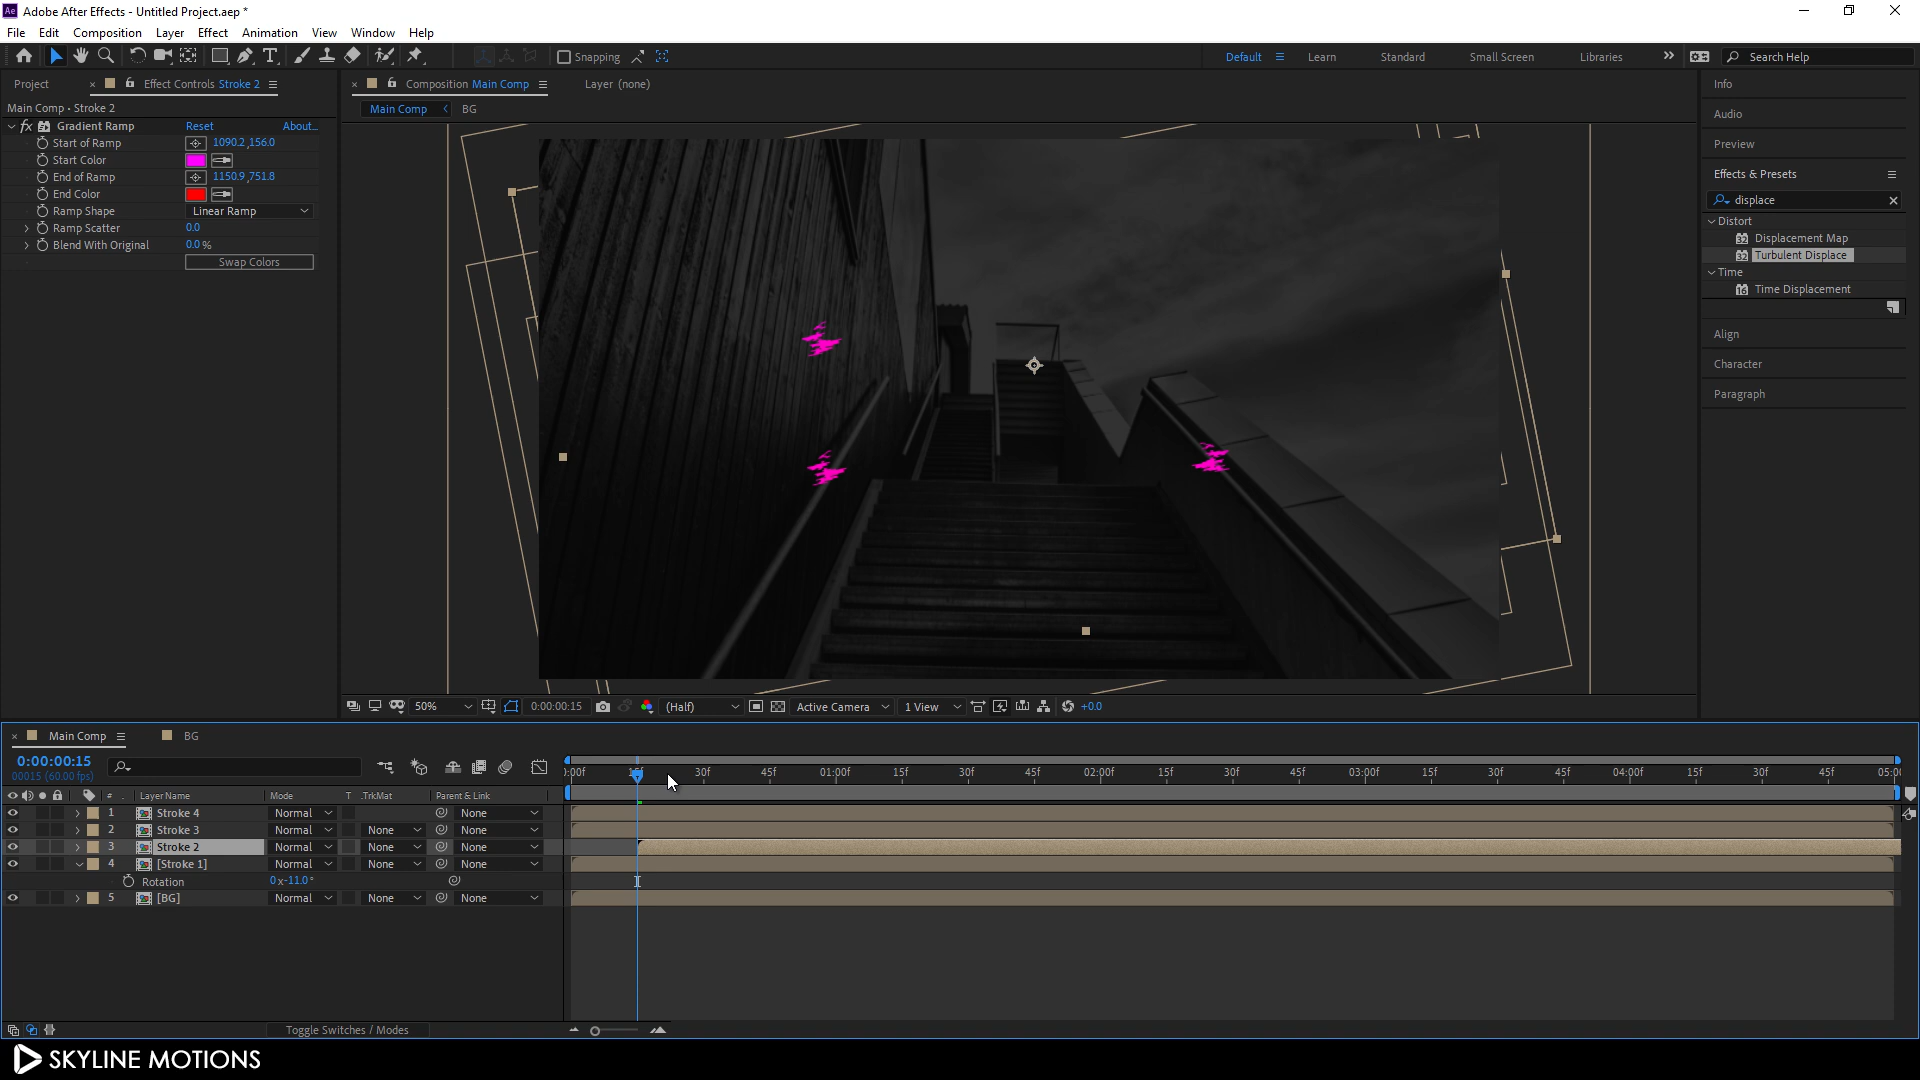 Ae Adobe After Effects - Untitled Project.aep *
File Edit Composition Layer Effect Animation View Window Help
Snapping Default Learn Standard Small Screen Libraries Search Help
Project Effect Controls Stroke 2 Composition Main Comp Layer (none)
Main Comp • Stroke 2
Main Comp BG
fx Gradient Ramp Reset About...
Start of Ramp 1090.2,156.0
Start Color
End of Ramp 1150.9,751.8
End Color
Ramp Shape Linear Ramp
Ramp Scatter 0.0
Blend With Original 0.0 %
Swap Colors
Info
Audio
Preview
Effects & Presets
displace
Distort
32 Displacement Map
32 Turbulent Displace
Time
16 Time Displacement
Align
Character
Paragraph
50% 0:00:00:15 (Half) Active Camera 1 View +0.0
Main Comp BG
0:00:00:15
00015 (60.00 fps)
):00f 15f 30f 45f 01:00f 15f 30f 45f 02:00f 15f 30f 45f 03:00f 15f 30f 45f 04:00f 15f 30f 45f 05:0(
# Layer Name Mode T .TrkMat Parent & Link
1 Stroke 4 Normal None
2 Stroke 3 Normal None None
3 Stroke 2 Normal None None
4 [Stroke 1] Normal None None
Rotation 0x-11.0°
5 [BG] Normal None None
Toggle Switches / Modes
SKYLINE MOTIONS